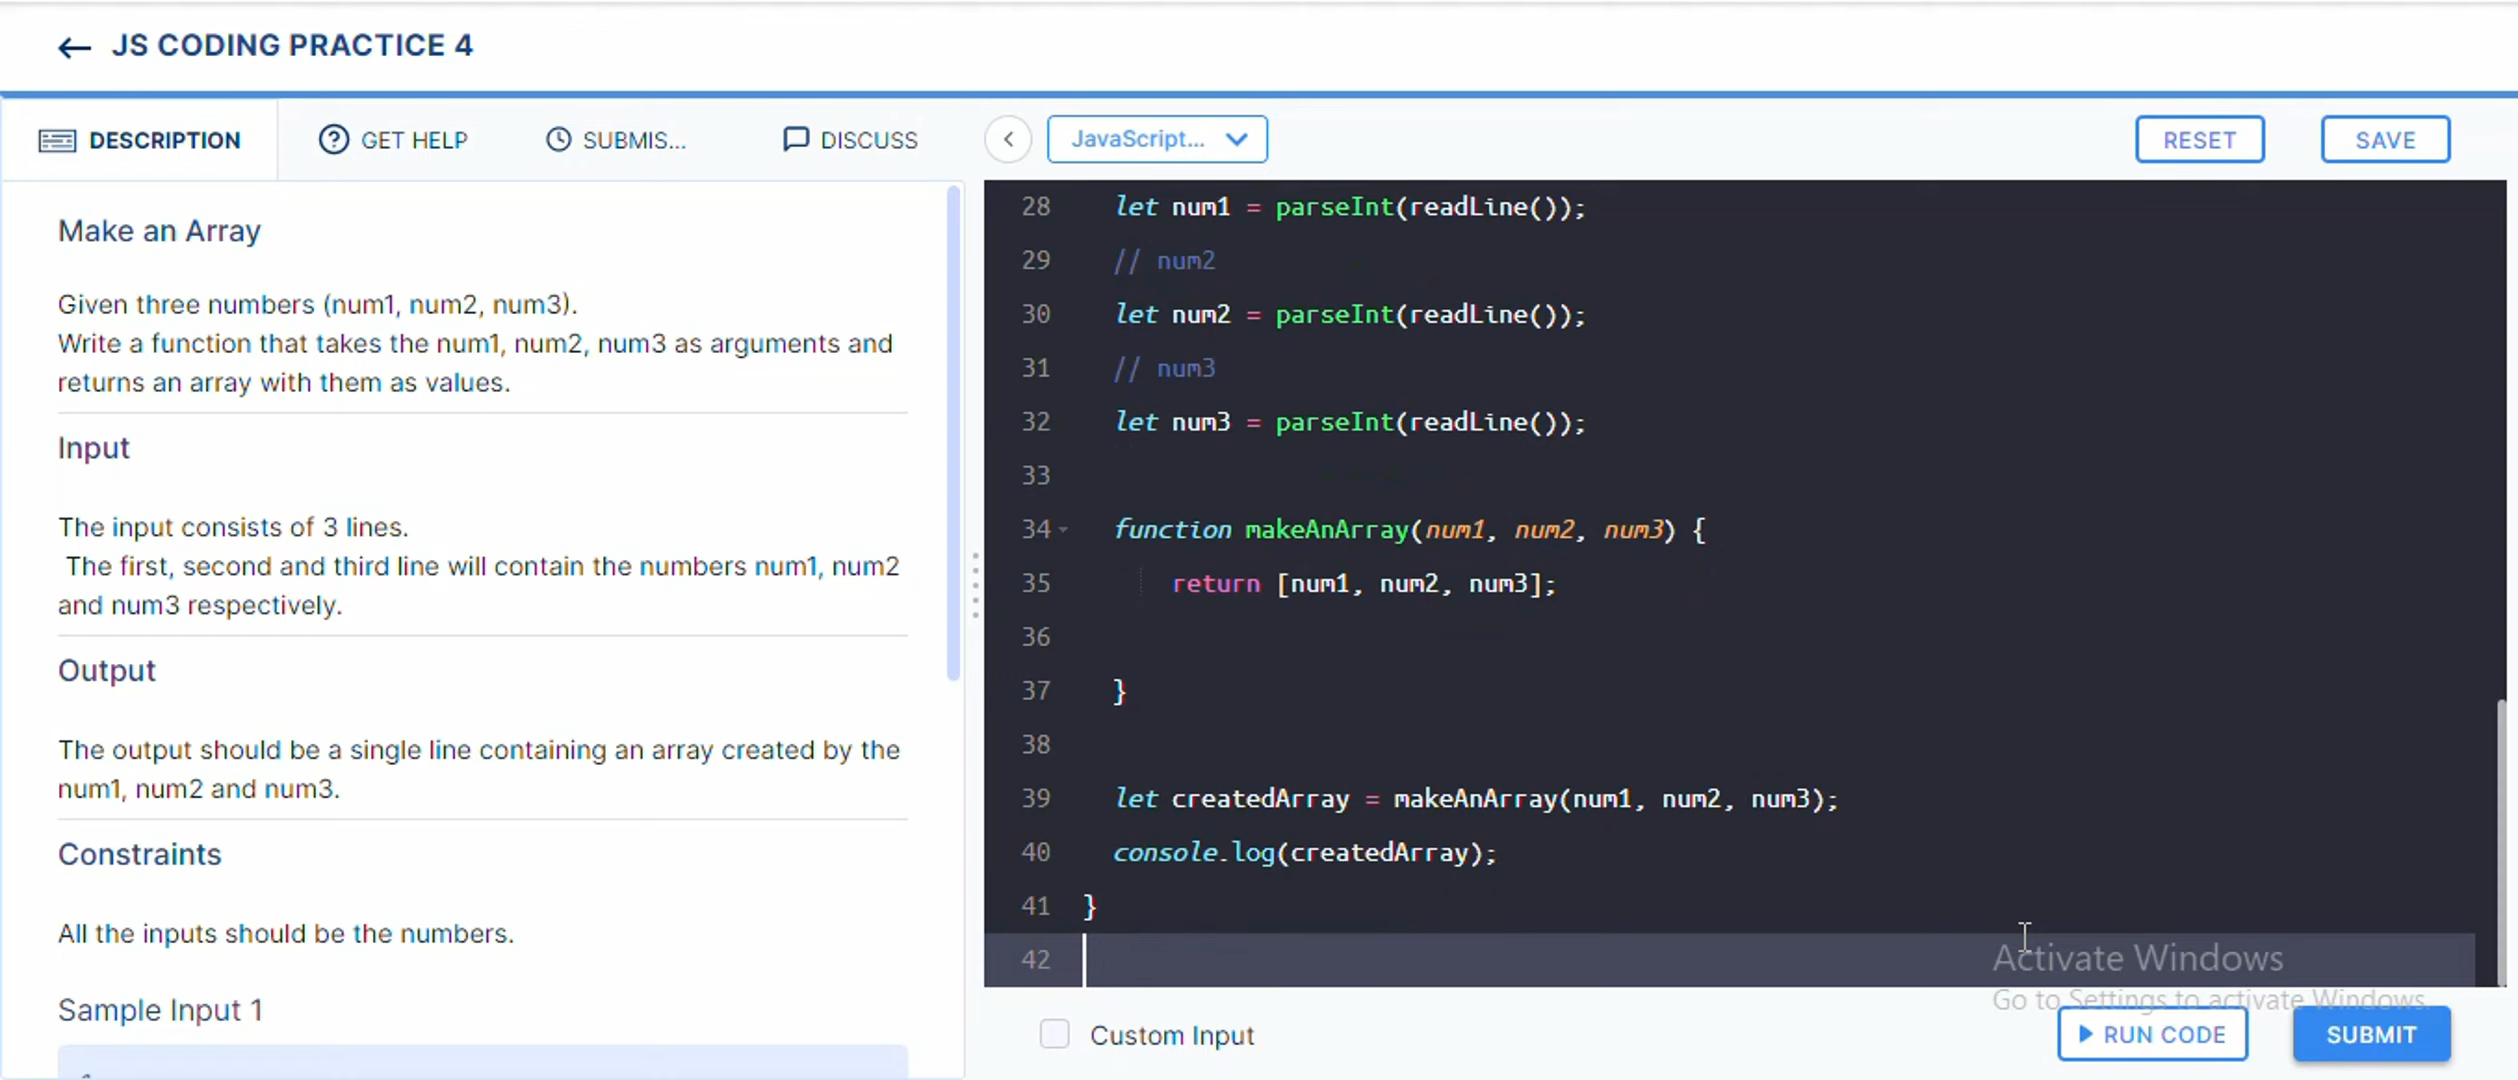 JS CODING PRACTICE 4
DESCRIPTION
GET HELP
SUBMIS...
DISCUSS
JavaScript...
RESET
SAVE
Make an Array
Given three numbers (num1, num2, num3).
Write a function that takes the num1, num2, num3 as arguments and
returns an array with them as values.
Input
The input consists of 3 lines.
The first, second and third line will contain the numbers num1, num2
and num3 respectively.
Output
The output should be a single line containing an array created by the
num1, num2 and num3.
Constraints
All the inputs should be the numbers.
Sample Input 1
28 let num1 = parseInt(readLine());
29 // num2
30 let num2 = parseInt(readLine());
31 // num3
32 let num3 = parseInt(readLine());
33
34 function makeAnArray(num1, num2, num3) {
35 return [num1, num2, num3];
36
37 }
38
39 let createdArray = makeAnArray(num1, num2, num3);
40 console.log(createdArray);
41 }
42
Activate Windows
Go to Settings to activate Windows.
Custom Input
RUN CODE
SUBMIT